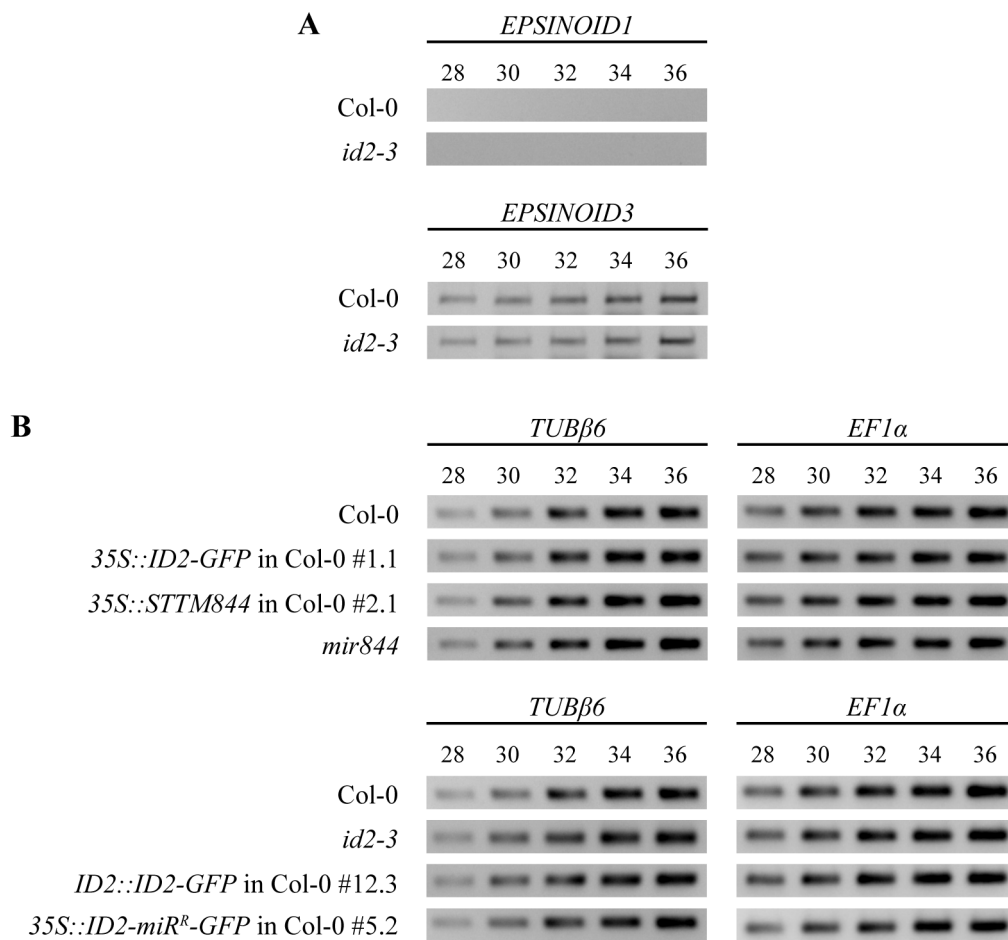 A
EPSINOID1
28 30 32 34 36
Col-0
id2-3
EPSINOID3
28 30 32 34 36
Col-0
id2-3
B
TUBβ6 EF1α
28 30 32 34 36 28 30 32 34 36
Col-0
35S::ID2-GFP in Col-0 #1.1
35S::STTM844 in Col-0 #2.1
mir844
TUBβ6 EF1α
28 30 32 34 36 28 30 32 34 36
Col-0
id2-3
ID2::ID2-GFP in Col-0 #12.3
35S::ID2-miRᴿ-GFP in Col-0 #5.2